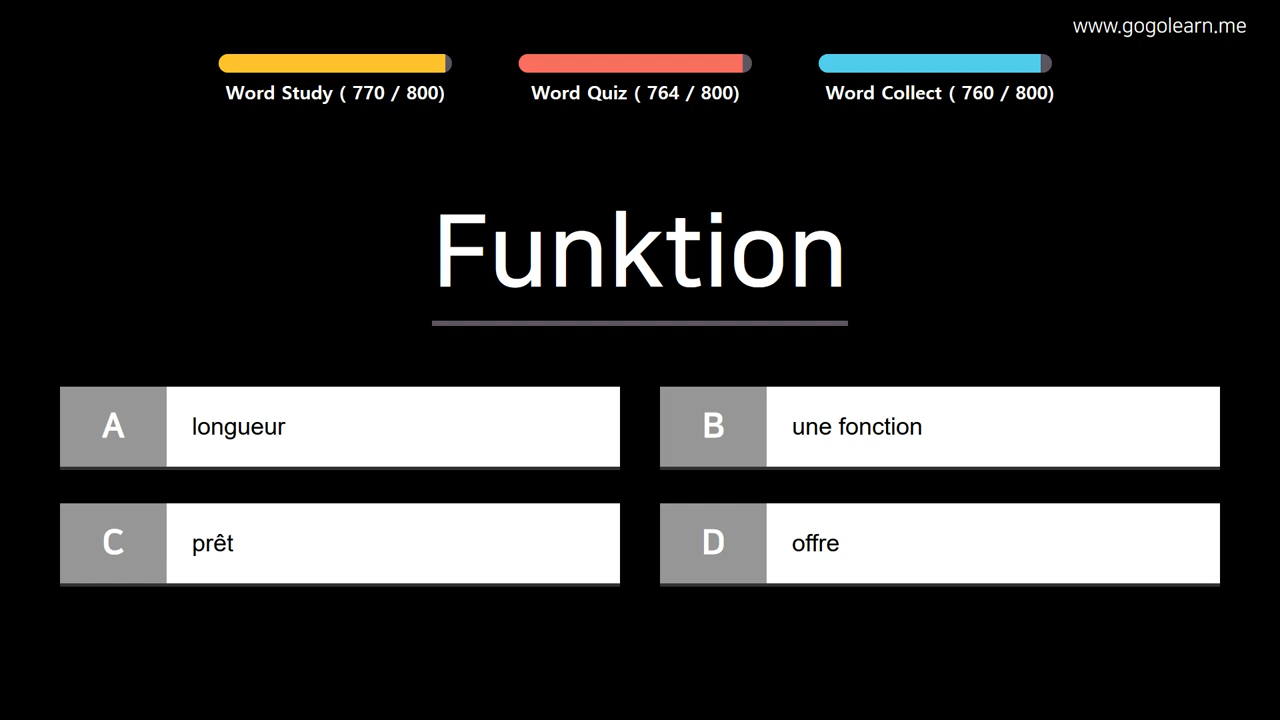 www.gogolearn.me
Word Study ( 770 / 800)
Word Quiz ( 764 / 800)
Word Collect ( 760 / 800)
Funktion
A longueur
B une fonction
C prêt
D offre